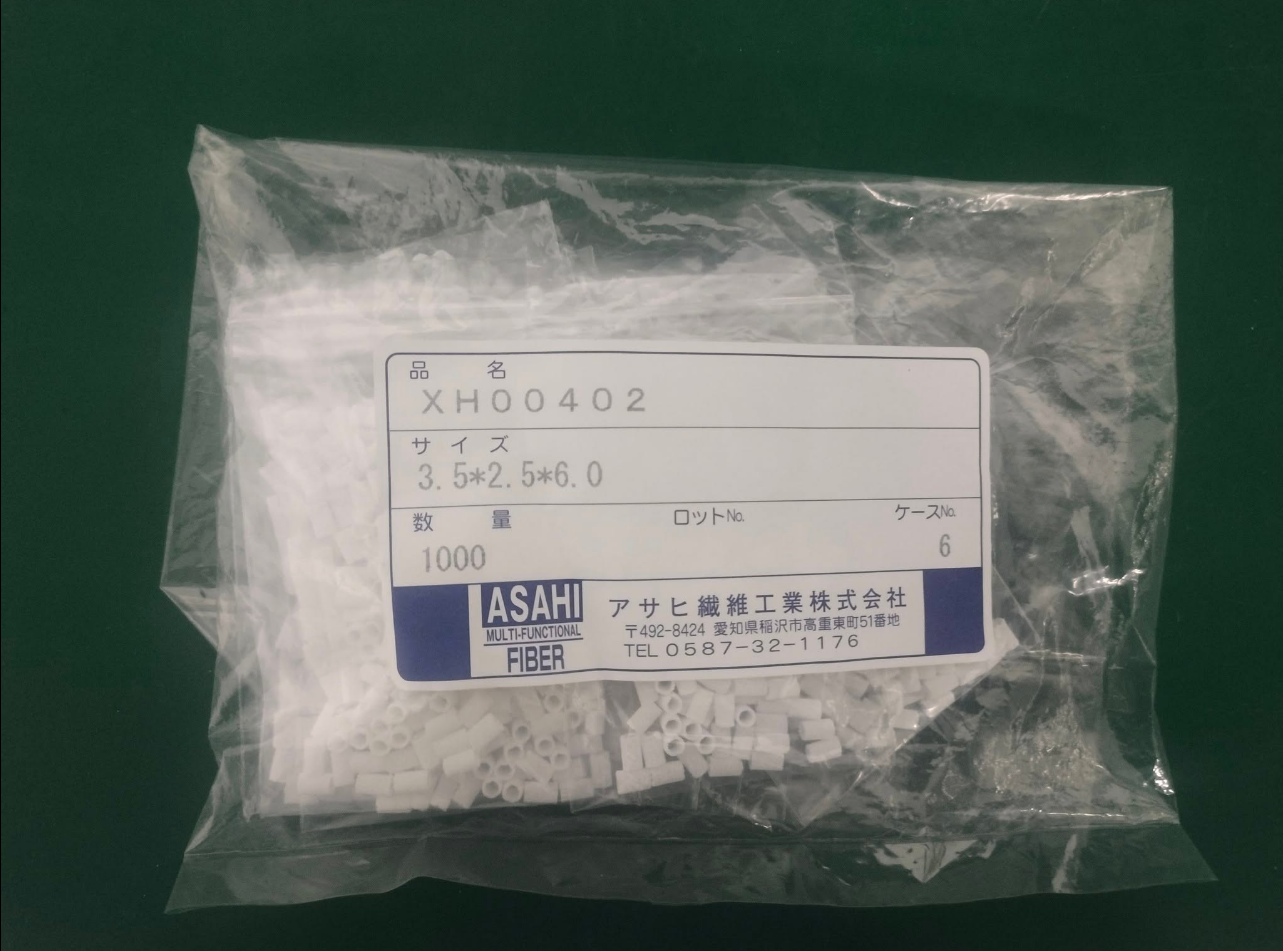 品名
XH00402
サイズ
3.5*2.5*6.0
数量 ロットNo. ケースNo.
1000 6
ASAHI
MULTI-FUNCTIONAL
FIBER
アサヒ繊維工業株式会社
〒492-8424 愛知県稲沢市高重東町51番地
TEL 0587-32-1176